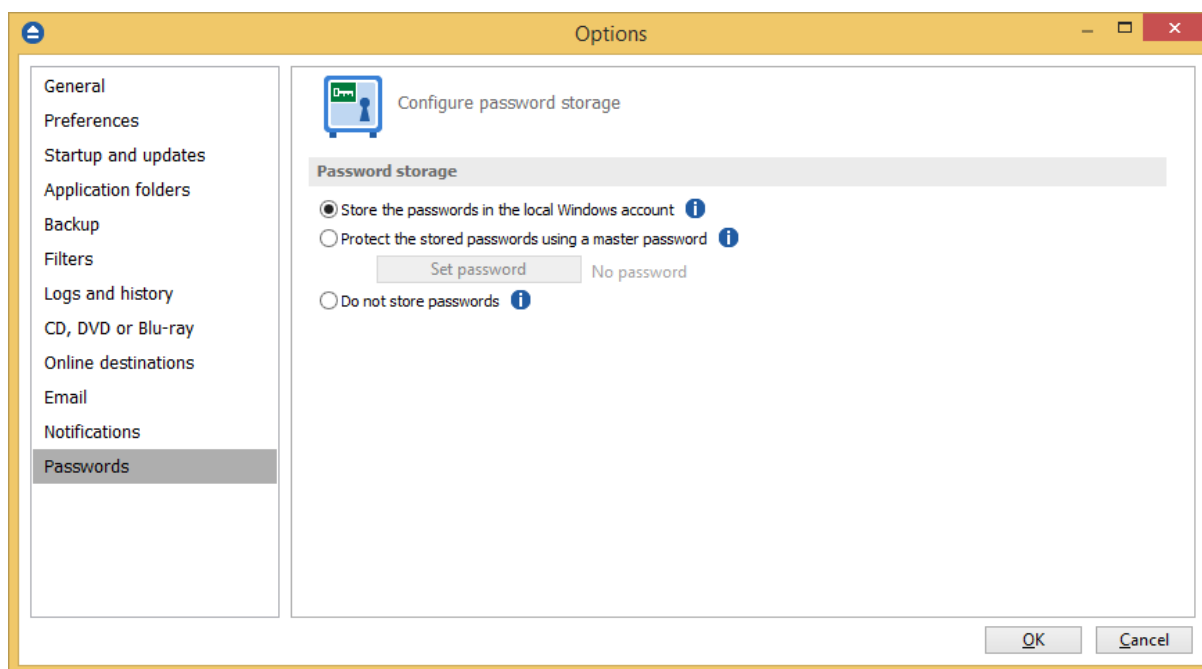 Options
General
Preferences
Startup and updates
Application folders
Backup
Filters
Logs and history
CD, DVD or Blu-ray
Online destinations
Email
Notifications
Passwords
Configure password storage
Password storage
Store the passwords in the local Windows account
Protect the stored passwords using a master password
Set password No password
Do not store passwords
OK Cancel